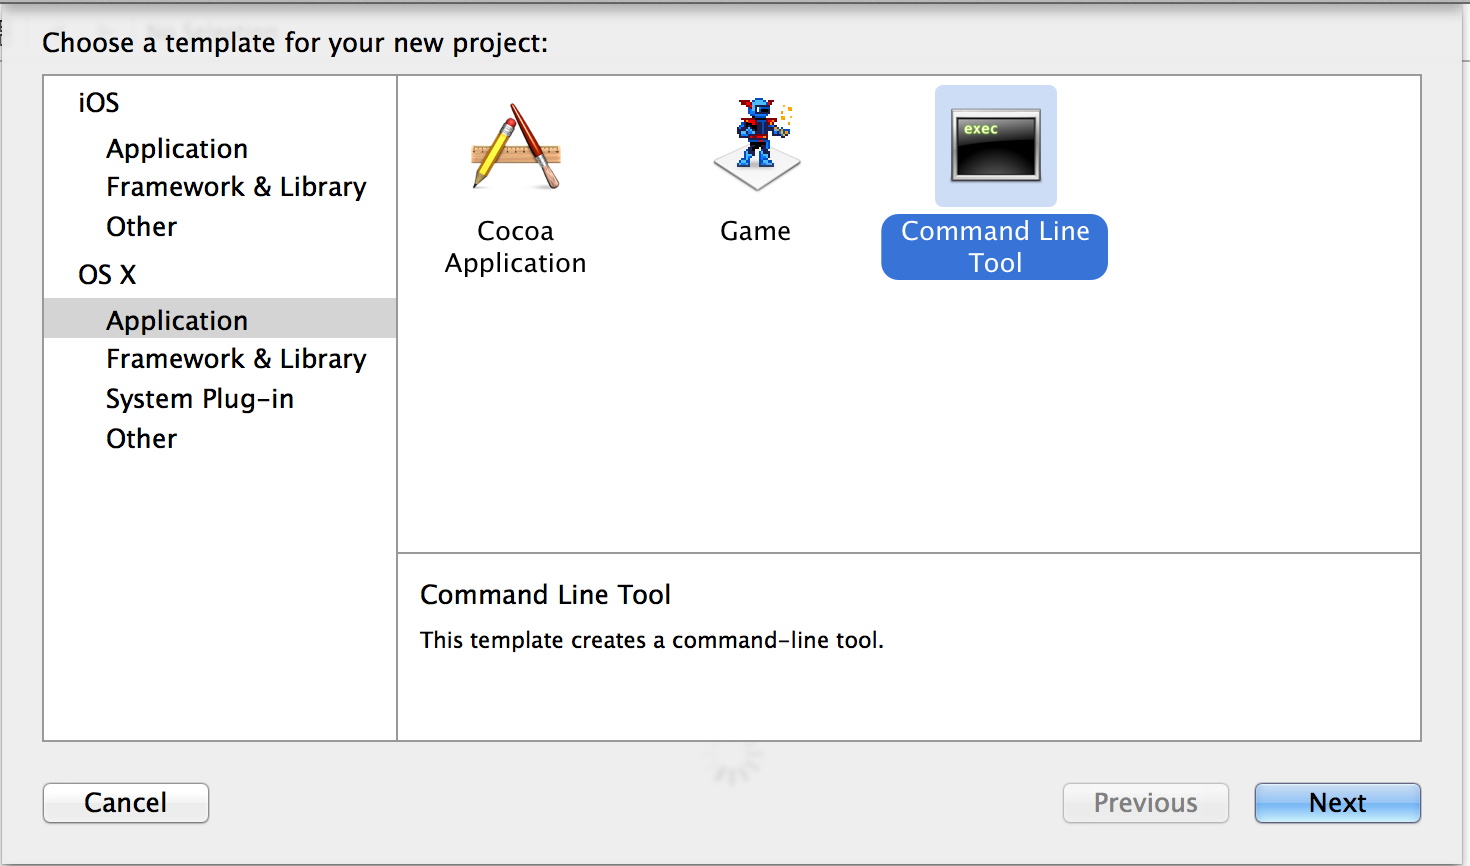 Choose a template for your new project:
iOS
Application
Framework & Library
Other
OS X
Application
Framework & Library
System Plug-in
Other
Cocoa
Application
Game
exec
Command Line
Tool
Command Line Tool
This template creates a command-line tool.
Cancel
Previous
Next